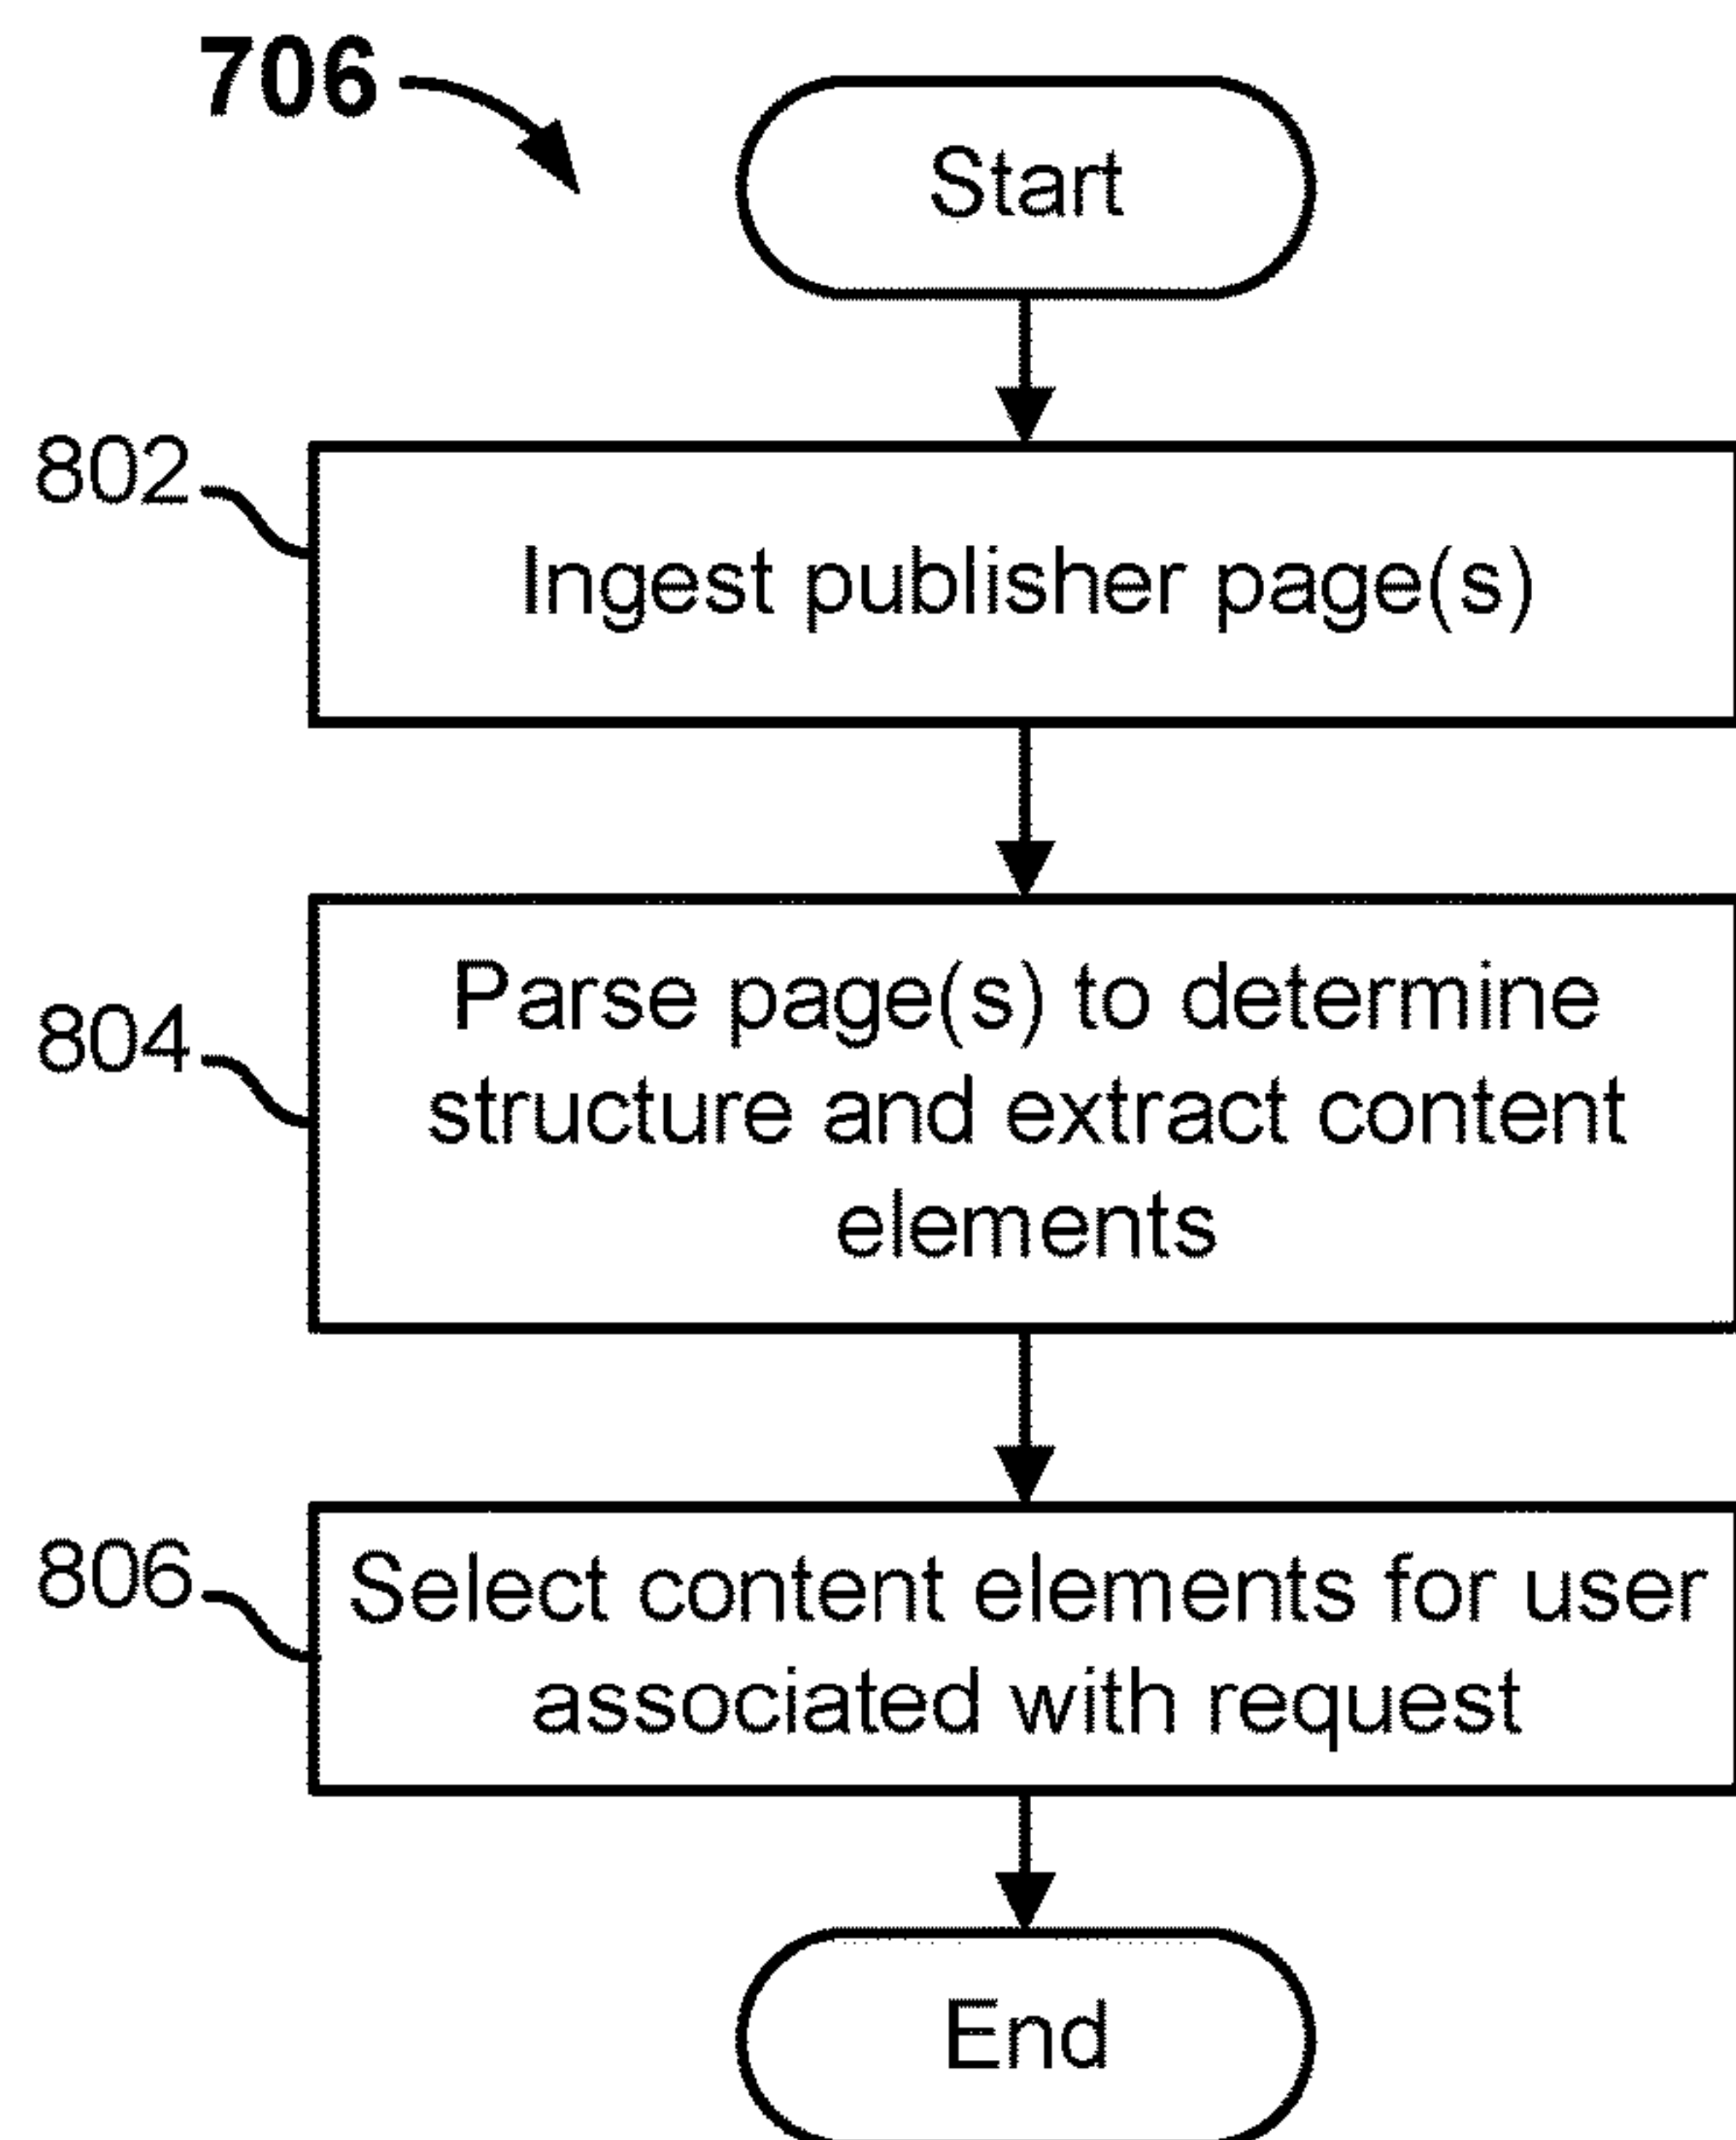 706
Start
802
Ingest publisher page(s)
804
Parse page(s) to determine
structure and extract content
elements
806
Select content elements for user
associated with request
End